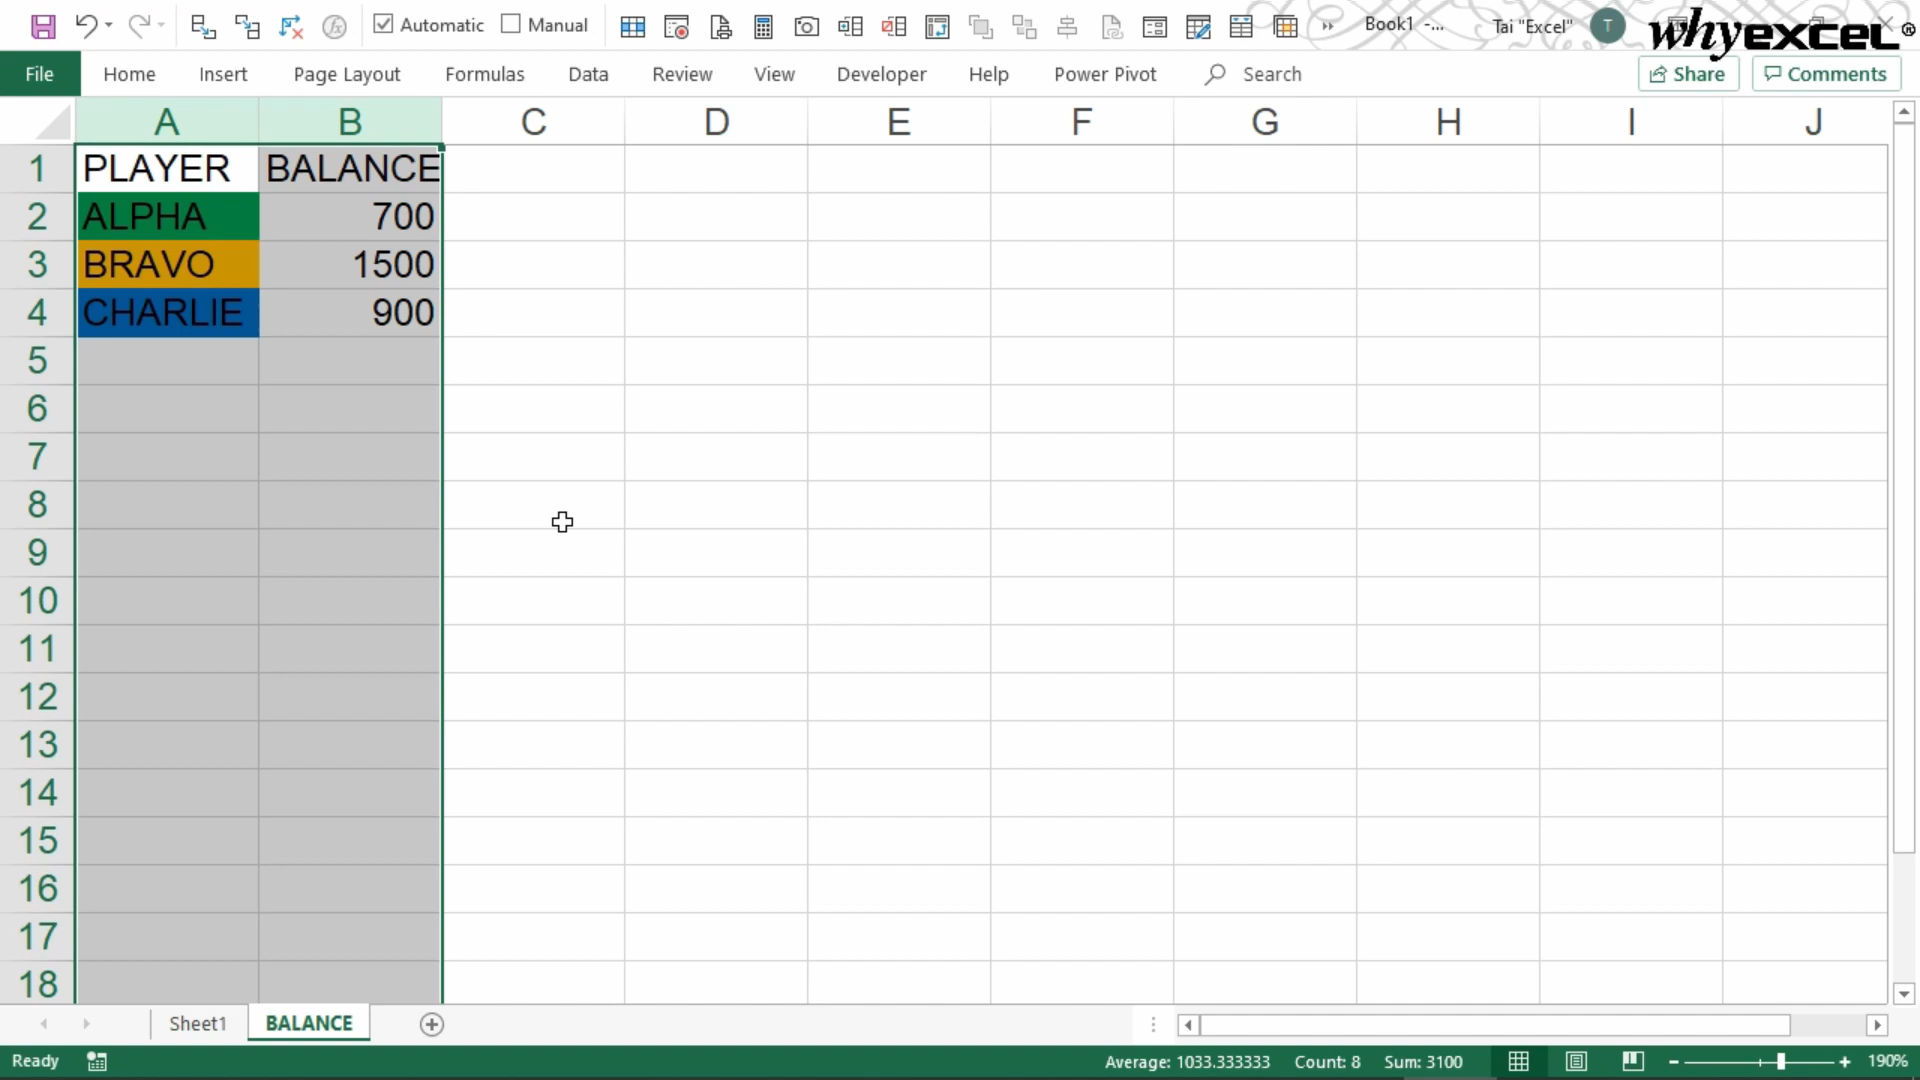 Automatic Manual Book1 -... Tai "Excel" T whyexcel®
File Home Insert Page Layout Formulas Data Review View Developer Help Power Pivot Search Share Comments
A B C D E F G H I J
1 PLAYER BALANCE
2 ALPHA 700
3 BRAVO 1500
4 CHARLIE 900
5
6
7
8
9
10
11
12
13
14
15
16
17
18
Sheet1 BALANCE
Ready Average: 1033.333333 Count: 8 Sum: 3100 190%